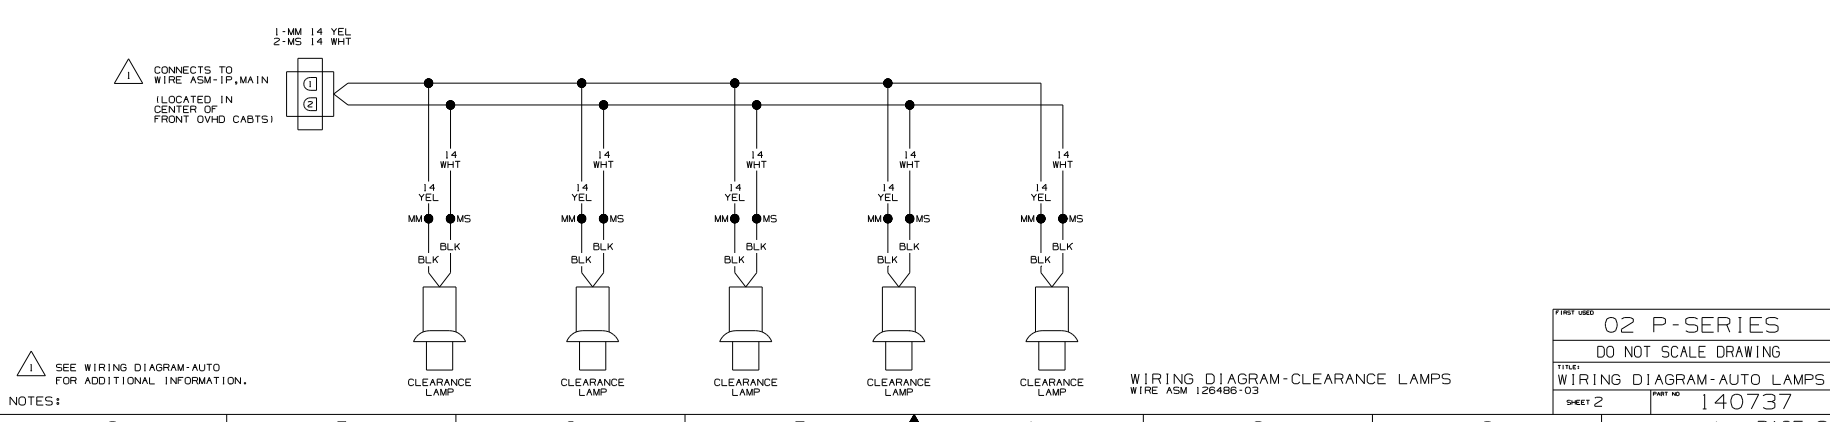 1-MM 14 YEL
2-MS 14 WHT
1
CONNECTS TO
WIRE ASM-IP,MAIN
(LOCATED IN
CENTER OF
FRONT OVHD CABTS)
1
2
14
WHT
14
WHT
14
WHT
14
WHT
14
WHT
14
YEL
14
YEL
14
YEL
14
YEL
14
YEL
MM MS
MM MS
MM MS
MM MS
MM MS
BLK
BLK
BLK
BLK
BLK
BLK
BLK
BLK
BLK
BLK
CLEARANCE
LAMP
CLEARANCE
LAMP
CLEARANCE
LAMP
CLEARANCE
LAMP
CLEARANCE
LAMP
1
SEE WIRING DIAGRAM-AUTO
FOR ADDITIONAL INFORMATION.
NOTES:
WIRING DIAGRAM-CLEARANCE LAMPS
WIRE ASM 126486-03
FIRST USED
02 P-SERIES
DO NOT SCALE DRAWING
TITLE:
WIRING DIAGRAM-AUTO LAMPS
SHEET 2
PART NO
140737